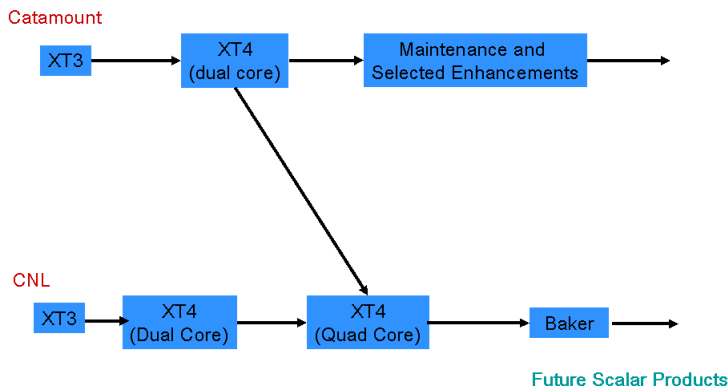 Catamount
XT3
XT4
(dual core)
Maintenance and
Selected Enhancements
CNL
XT3
XT4
(Dual Core)
XT4
(Quad Core)
Baker
Future Scalar Products